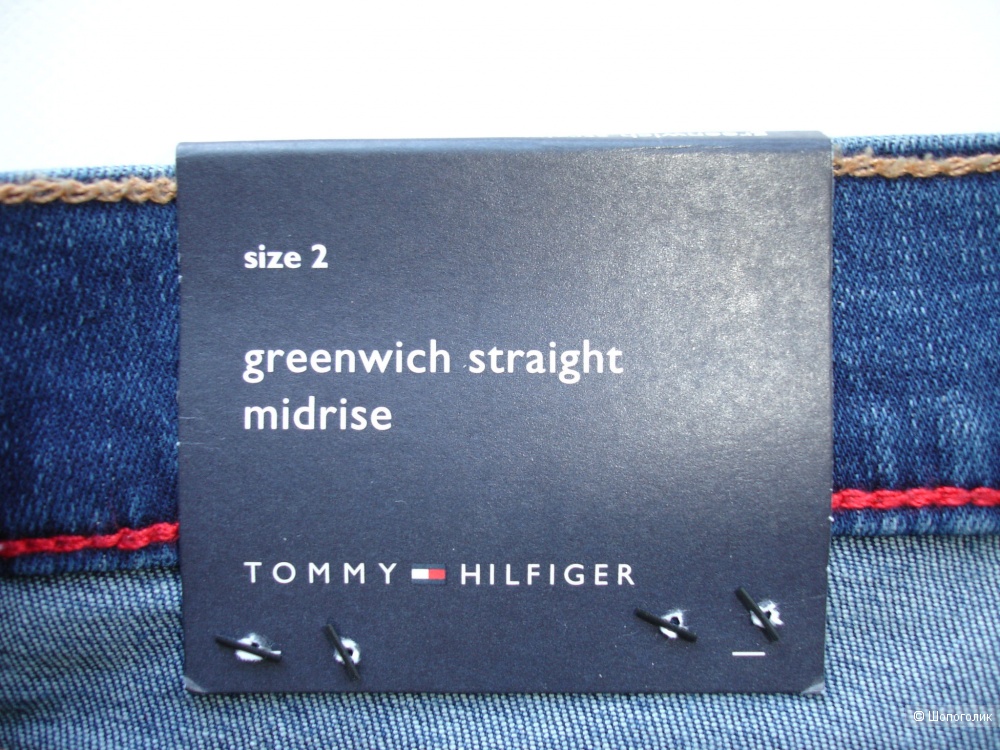 size 2
greenwich straight
midrise
TOMMY HILFIGER
© Шопоголик